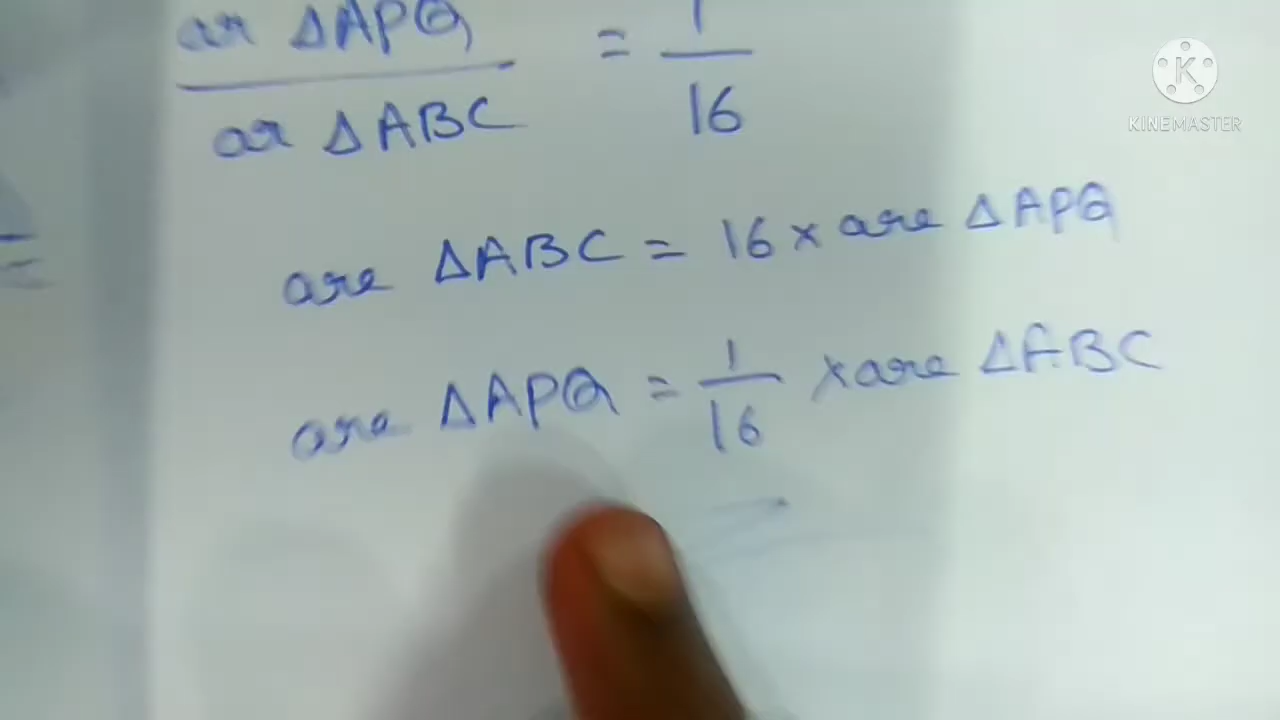 ar ΔAPQ = 1
ar ΔABC 16
K
KINEMASTER
are ΔABC = 16 × are ΔAPQ
are ΔAPQ = 1/16 × are ΔABC